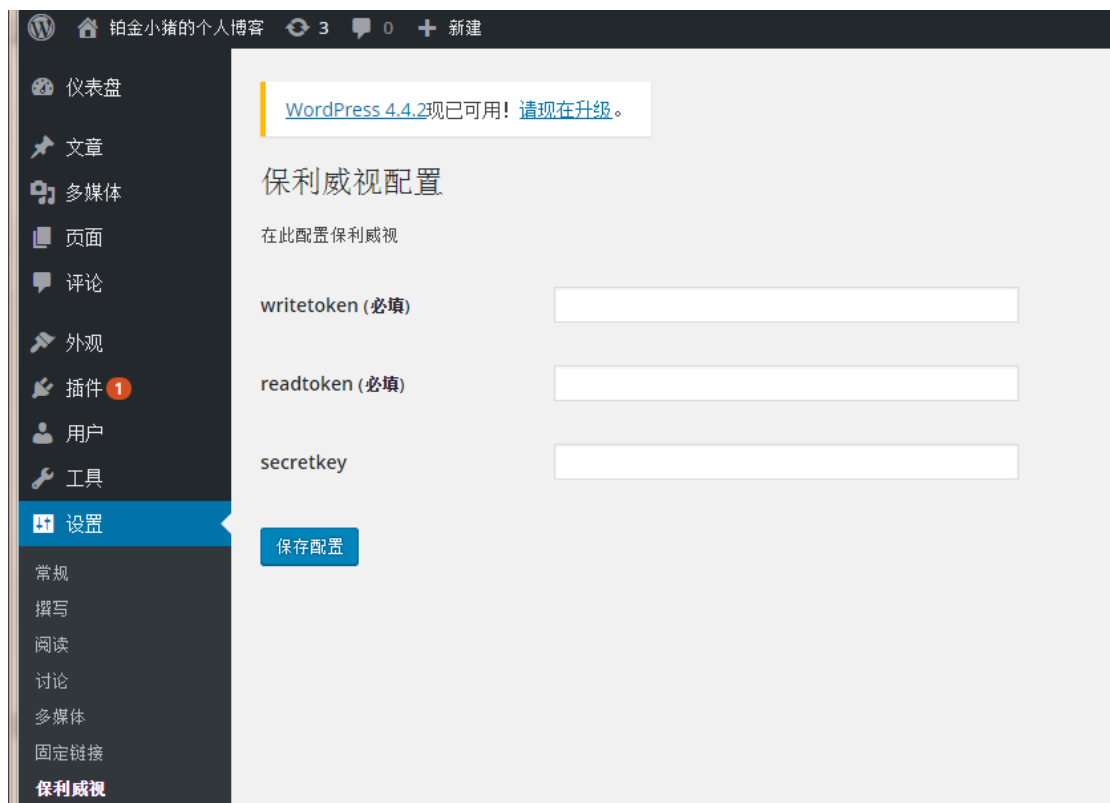 铂金小猪的个人博客 3 0 新建
仪表盘
文章
多媒体
页面
评论
外观
插件 1
用户
工具
设置
常规
撰写
阅读
讨论
多媒体
固定链接
保利威视
WordPress 4.4.2现已可用！请现在升级。
保利威视配置
在此配置保利威视
writetoken (必填)
readtoken (必填)
secretkey
保存配置